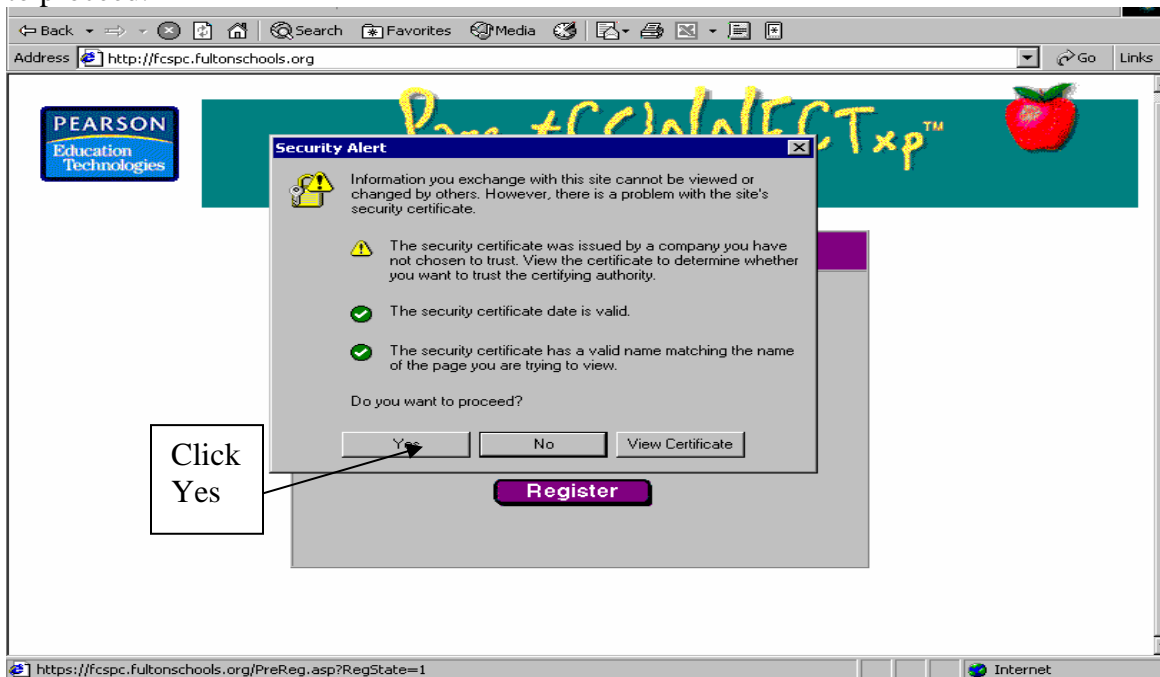 to proceed.
Back
Search
Favorites
Media
Address
http://fcspc.fultonschools.org
Go
Links
PEARSON
Education
Technologies
CONNECTxp™
Security Alert
Information you exchange with this site cannot be viewed or
changed by others. However, there is a problem with the site's
security certificate.
The security certificate was issued by a company you have
not chosen to trust. View the certificate to determine whether
you want to trust the certifying authority.
The security certificate date is valid.
The security certificate has a valid name matching the name
of the page you are trying to view.
Do you want to proceed?
Yes
No
View Certificate
Click
Yes
Register
https://fcspc.fultonschools.org/PreReg.asp?RegState=1
Internet